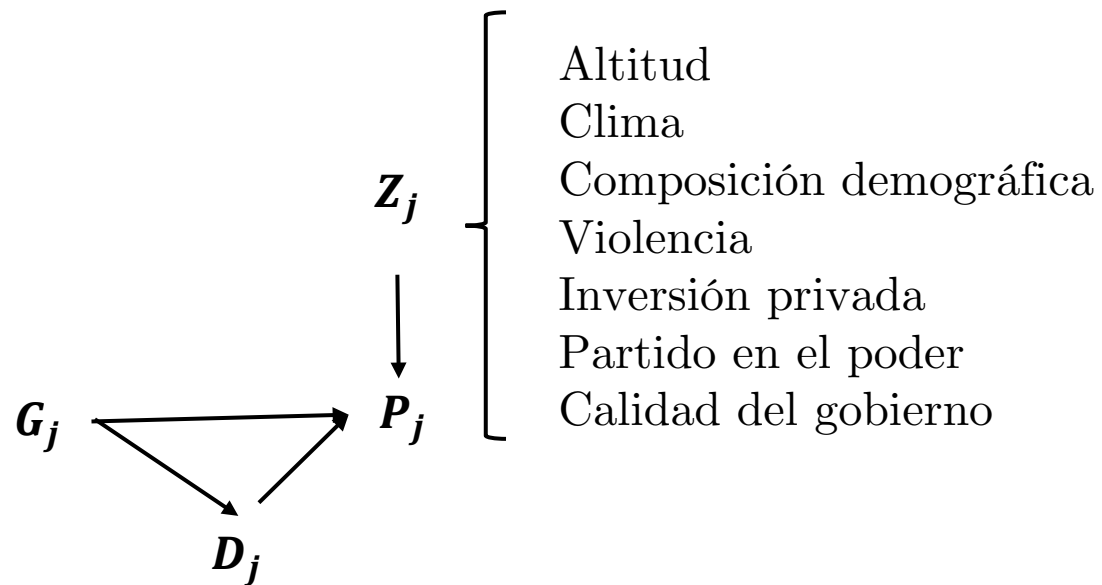 Altitud
Clima
Z_j
Composición demográfica
Violencia
Inversión privada
Partido en el poder
G_j
P_j
Calidad del gobierno
D_j